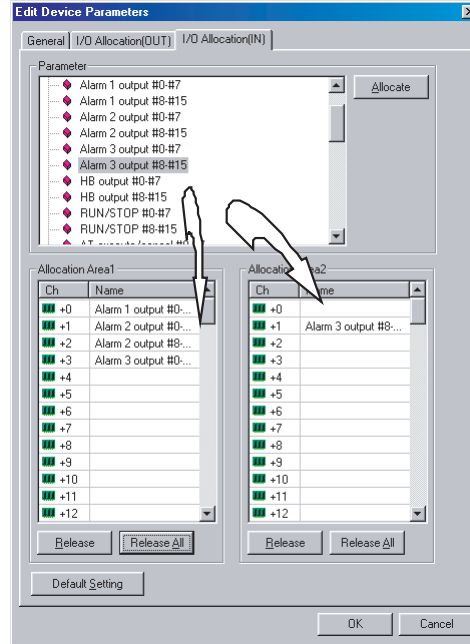 Edit Device Parameters
General I/O Allocation(OUT) I/O Allocation(IN)
Parameter
Alarm 1 output #0-#7
Alarm 1 output #8-#15
Alarm 2 output #0-#7
Alarm 2 output #8-#15
Alarm 3 output #0-#7
Alarm 3 output #8-#15
HB output #0-#7
HB output #8-#15
RUN/STOP #0-#7
RUN/STOP #8-#15
Allocate
Allocation Area1
Ch Name
+0 Alarm 1 output #0-...
+1 Alarm 2 output #0-...
+2 Alarm 2 output #8-...
+3 Alarm 3 output #0-...
+4
+5
+6
+7
+8
+9
+10
+11
+12
Release Release All
Allocation
Ch Name
+0
+1 Alarm 3 output #8-...
+2
+3
+4
+5
+6
+7
+8
+9
+10
+11
+12
Release Release All
Default Setting
OK Cancel